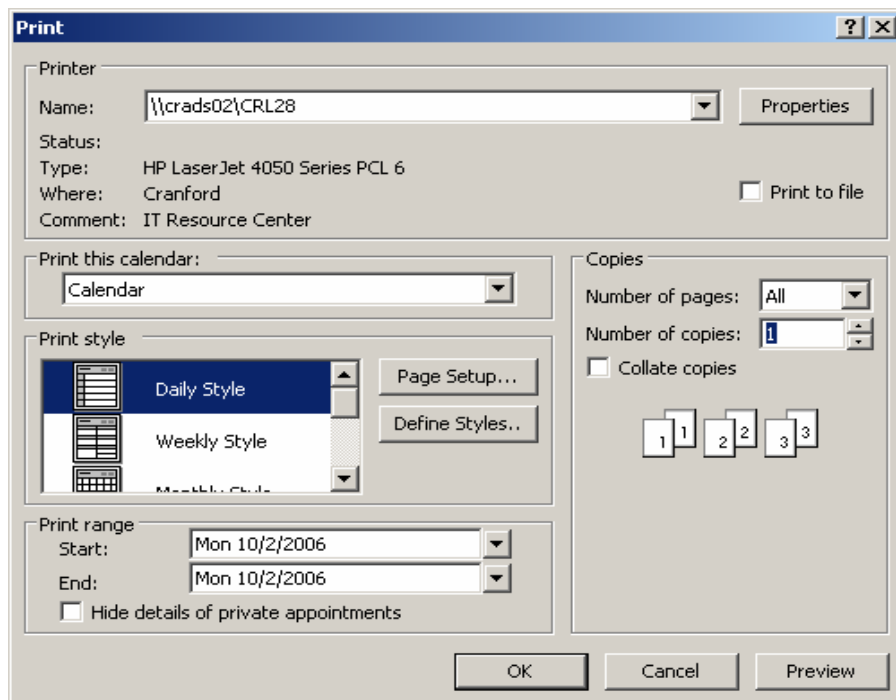 Print
Printer
Name: \\crads02\CRL28 Properties
Status:
Type: HP LaserJet 4050 Series PCL 6
Where: Cranford Print to file
Comment: IT Resource Center
Print this calendar:
Calendar
Print style
Daily Style
Weekly Style
Monthly Style
Page Setup...
Define Styles..
Print range
Start: Mon 10/2/2006
End: Mon 10/2/2006
Hide details of private appointments
Copies
Number of pages: All
Number of copies: 1
Collate copies
1 1 2 2 3 3
OK Cancel Preview